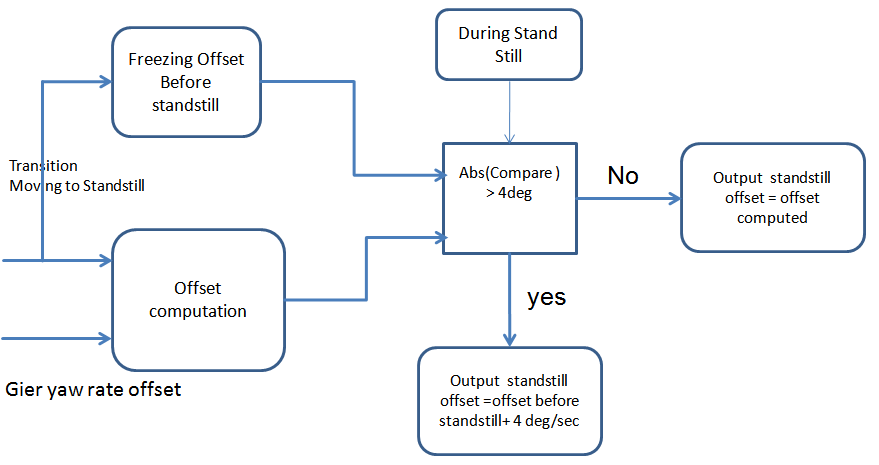 Freezing Offset
Before
standstill
During Stand
Still
Transition
Moving to Standstill
Abs(Compare )
> 4deg
No
Output  standstill
offset = offset
computed
Offset
computation
yes
Gier yaw rate offset
Output  standstill
offset =offset before
standstill+ 4 deg/sec